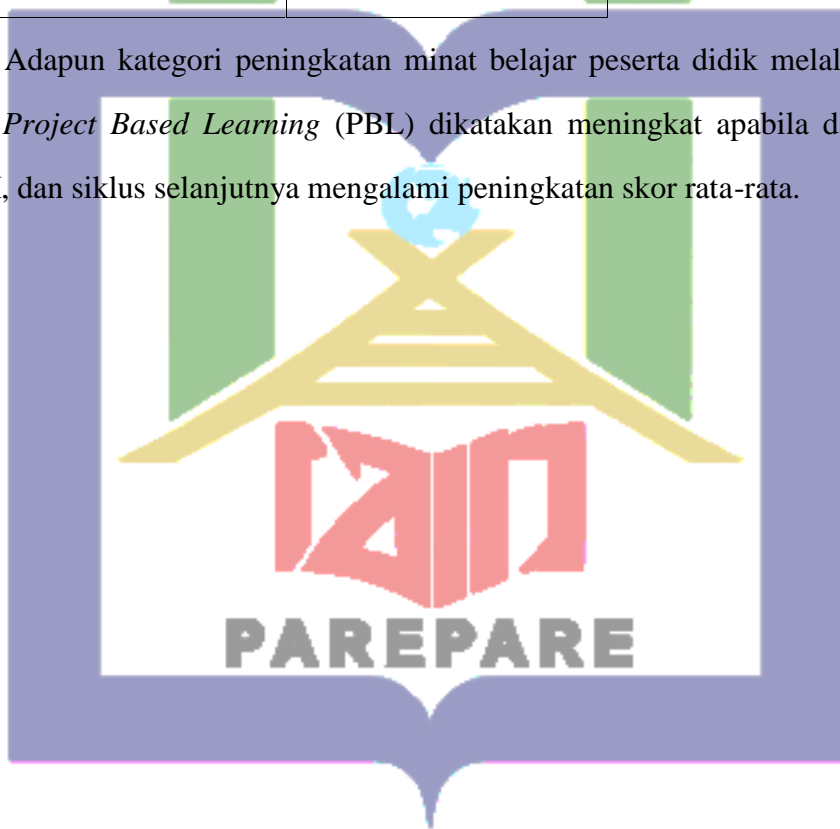 Adapun kategori peningkatan minat belajar peserta didik
Project Based Learning (PBL) dikatakan meningkat apabila
dan siklus selanjutnya mengalami peningkatan skor rata-rata.
iain
PAREPARE